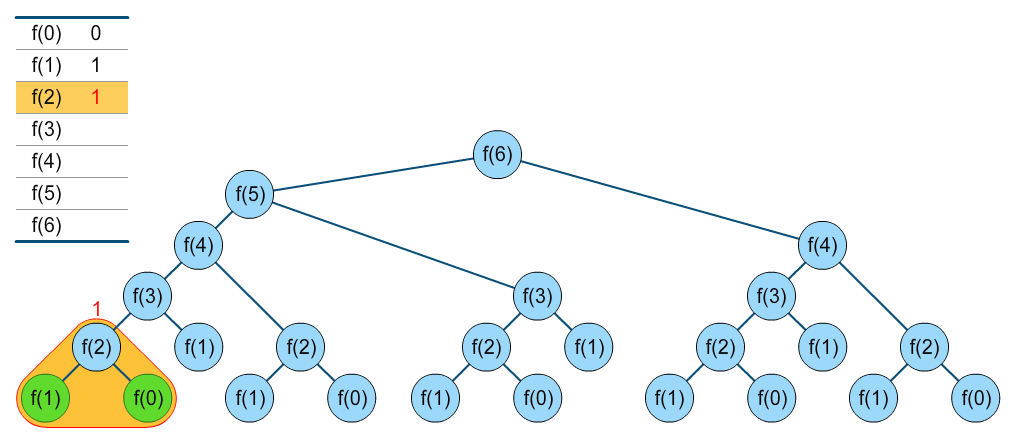 f(0) 0
f(1) 1
f(2) 1
f(3)
f(4)
f(5)
f(6)
f(6)
f(5)
f(4) f(4)
f(3) f(3) f(3)
1
f(2) f(1) f(2) f(2) f(1) f(2) f(1) f(2)
f(1) f(0) f(1) f(0) f(1) f(0) f(1) f(0) f(1) f(0)